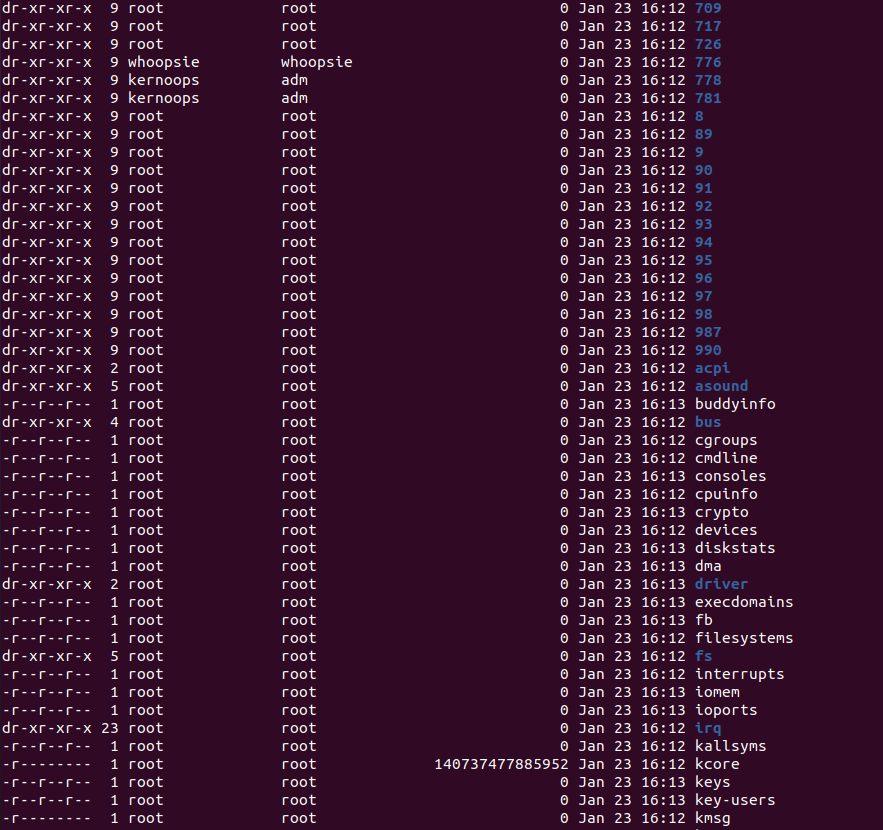 dr-xr-xr-x  9 root             root                           0 Jan 23 16:12 709
dr-xr-xr-x  9 root             root                           0 Jan 23 16:12 717
dr-xr-xr-x  9 root             root                           0 Jan 23 16:12 726
dr-xr-xr-x  9 whoopsie         whoopsie                       0 Jan 23 16:12 776
dr-xr-xr-x  9 kernoops         adm                            0 Jan 23 16:12 778
dr-xr-xr-x  9 kernoops         adm                            0 Jan 23 16:12 781
dr-xr-xr-x  9 root             root                           0 Jan 23 16:12 8
dr-xr-xr-x  9 root             root                           0 Jan 23 16:12 89
dr-xr-xr-x  9 root             root                           0 Jan 23 16:12 9
dr-xr-xr-x  9 root             root                           0 Jan 23 16:12 90
dr-xr-xr-x  9 root             root                           0 Jan 23 16:12 91
dr-xr-xr-x  9 root             root                           0 Jan 23 16:12 92
dr-xr-xr-x  9 root             root                           0 Jan 23 16:12 93
dr-xr-xr-x  9 root             root                           0 Jan 23 16:12 94
dr-xr-xr-x  9 root             root                           0 Jan 23 16:12 95
dr-xr-xr-x  9 root             root                           0 Jan 23 16:12 96
dr-xr-xr-x  9 root             root                           0 Jan 23 16:12 97
dr-xr-xr-x  9 root             root                           0 Jan 23 16:12 98
dr-xr-xr-x  9 root             root                           0 Jan 23 16:12 987
dr-xr-xr-x  9 root             root                           0 Jan 23 16:12 990
dr-xr-xr-x  2 root             root                           0 Jan 23 16:12 acpi
dr-xr-xr-x  5 root             root                           0 Jan 23 16:12 asound
-r--r--r--  1 root             root                           0 Jan 23 16:13 buddyinfo
dr-xr-xr-x  4 root             root                           0 Jan 23 16:12 bus
-r--r--r--  1 root             root                           0 Jan 23 16:12 cgroups
-r--r--r--  1 root             root                           0 Jan 23 16:12 cmdline
-r--r--r--  1 root             root                           0 Jan 23 16:13 consoles
-r--r--r--  1 root             root                           0 Jan 23 16:12 cpuinfo
-r--r--r--  1 root             root                           0 Jan 23 16:13 crypto
-r--r--r--  1 root             root                           0 Jan 23 16:12 devices
-r--r--r--  1 root             root                           0 Jan 23 16:13 diskstats
-r--r--r--  1 root             root                           0 Jan 23 16:13 dma
dr-xr-xr-x  2 root             root                           0 Jan 23 16:13 driver
-r--r--r--  1 root             root                           0 Jan 23 16:13 execdomains
-r--r--r--  1 root             root                           0 Jan 23 16:13 fb
-r--r--r--  1 root             root                           0 Jan 23 16:12 filesystems
dr-xr-xr-x  5 root             root                           0 Jan 23 16:12 fs
-r--r--r--  1 root             root                           0 Jan 23 16:12 interrupts
-r--r--r--  1 root             root                           0 Jan 23 16:13 iomem
-r--r--r--  1 root             root                           0 Jan 23 16:13 ioports
dr-xr-xr-x 23 root             root                           0 Jan 23 16:12 irq
-r--r--r--  1 root             root                           0 Jan 23 16:12 kallsyms
-r--------  1 root             root             140737477885952 Jan 23 16:12 kcore
-r--r--r--  1 root             root                           0 Jan 23 16:13 keys
-r--r--r--  1 root             root                           0 Jan 23 16:13 key-users
-r--------  1 root             root                           0 Jan 23 16:12 kmsg